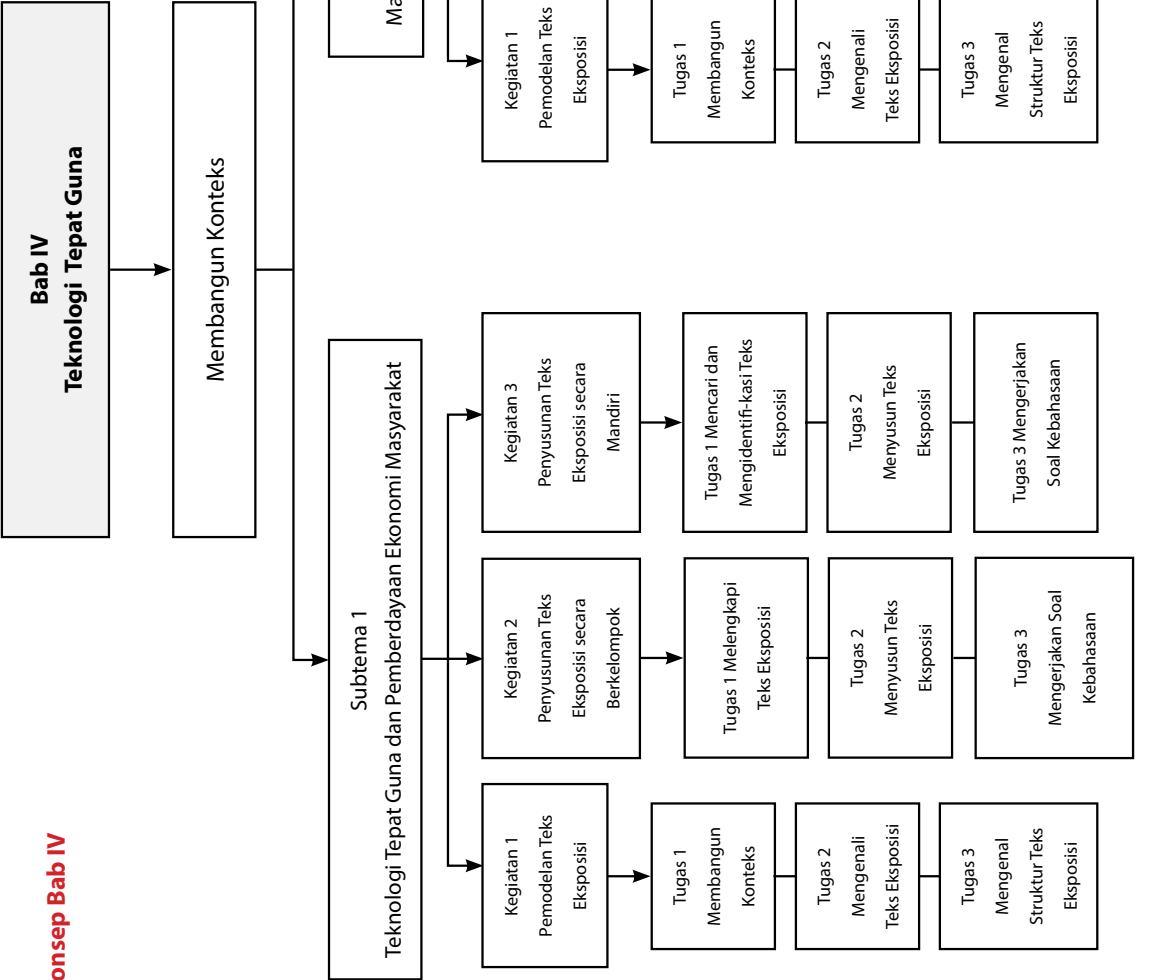 onsep Bab IV
Bab IV
Teknologi Tepat Guna
Membangun Konteks
Subtema 1
Teknologi Tepat Guna dan Pemberdayaan Ekonomi Masyarakat
Ma
Kegiatan 1
Pemodelan Teks
Eksposisi
Tugas 1
Membangun
Konteks
Tugas 2
Mengenali
Teks Eksposisi
Tugas 3
Mengenal
Struktur Teks
Eksposisi
Kegiatan 2
Penyusunan Teks
Eksposisi secara
Berkelompok
Tugas 1 Melengkapi
Teks Eksposisi
Tugas 2
Menyusun Teks
Eksposisi
Tugas 3
Mengerjakan Soal
Kebahasaan
Kegiatan 3
Penyusunan Teks
Eksposisi secara
Mandiri
Tugas 1 Mencari dan
Mengidentifi-kasi Teks
Eksposisi
Tugas 2
Menyusun Teks
Eksposisi
Tugas 3 Mengerjakan
Soal Kebahasaan
Kegiatan 1
Pemodelan Teks
Eksposisi
Tugas 1
Membangun
Konteks
Tugas 2
Mengenali
Teks Eksposisi
Tugas 3
Mengenal
Struktur Teks
Eksposisi